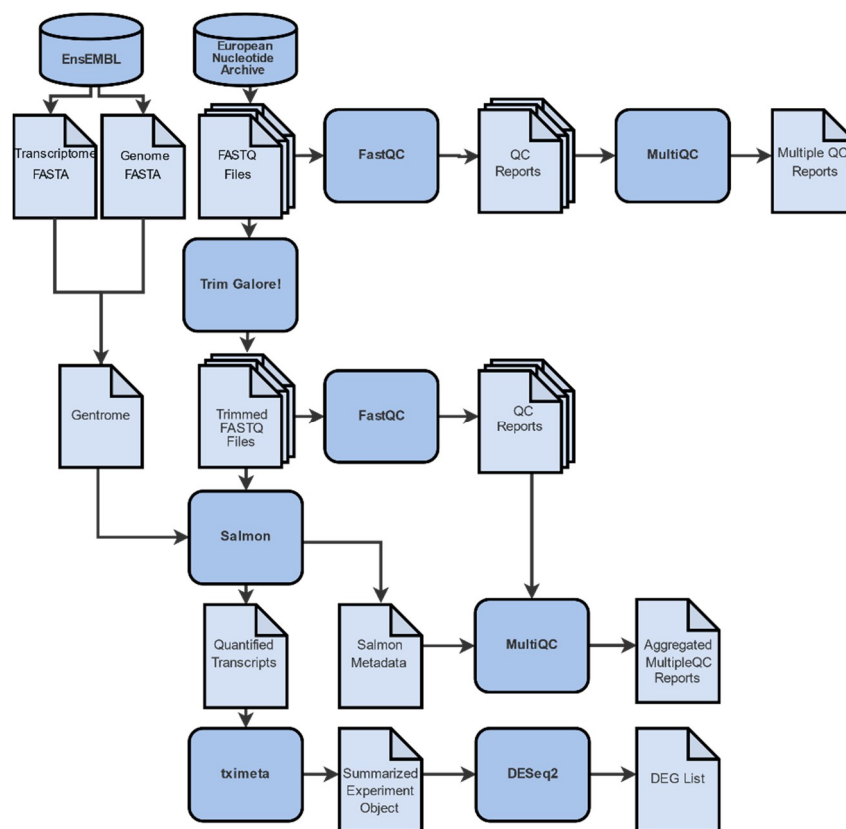 EnsEMBL
European
Nucleotide
Archive
Transcriptome
FASTA
Genome
FASTA
FASTQ
Files
FastQC
QC
Reports
MultiQC
Multiple QC
Reports
Trim Galore!
Gentrome
Trimmed
FASTQ
Files
FastQC
QC
Reports
Salmon
Quantified
Transcripts
Salmon
Metadata
MultiQC
Aggregated
MultipleQC
Reports
tximeta
Summarized
Experiment
Object
DESeq2
DEG List